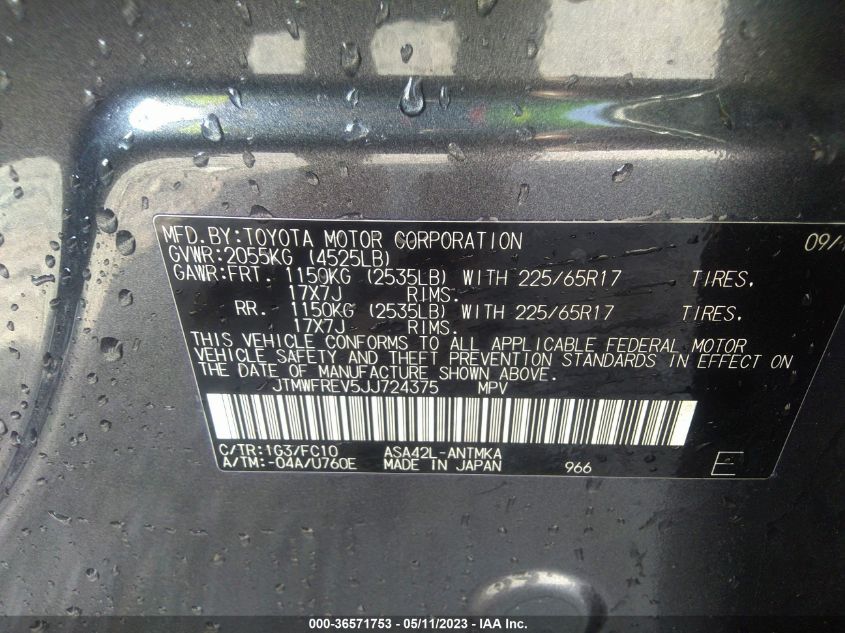 MFD.BY:TOYOTA MOTOR CORPORATION 09/
GVWR:2055KG (4525LB)
GAWR:FRT. 1150KG (2535LB) WITH 225/65R17 TIRES.
17X7J RIMS.
RR. 1150KG (2535LB) WITH 225/65R17 TIRES.
17X7J RIMS.
THIS VEHICLE CONFORMS TO ALL APPLICABLE FEDERAL MOTOR
VEHICLE SAFETY AND THEFT PREVENTION STANDARDS IN EFFECT ON
THE DATE OF MANUFACTURE SHOWN ABOVE.
JTMWFREV5JJ724375 MPV
C/TR:1G3/FC10 ASA42L-ANTMKA
A/TM:-04A/U760E MADE IN JAPAN 966 E
000-36571753 - 05/11/2023 - IAA Inc.